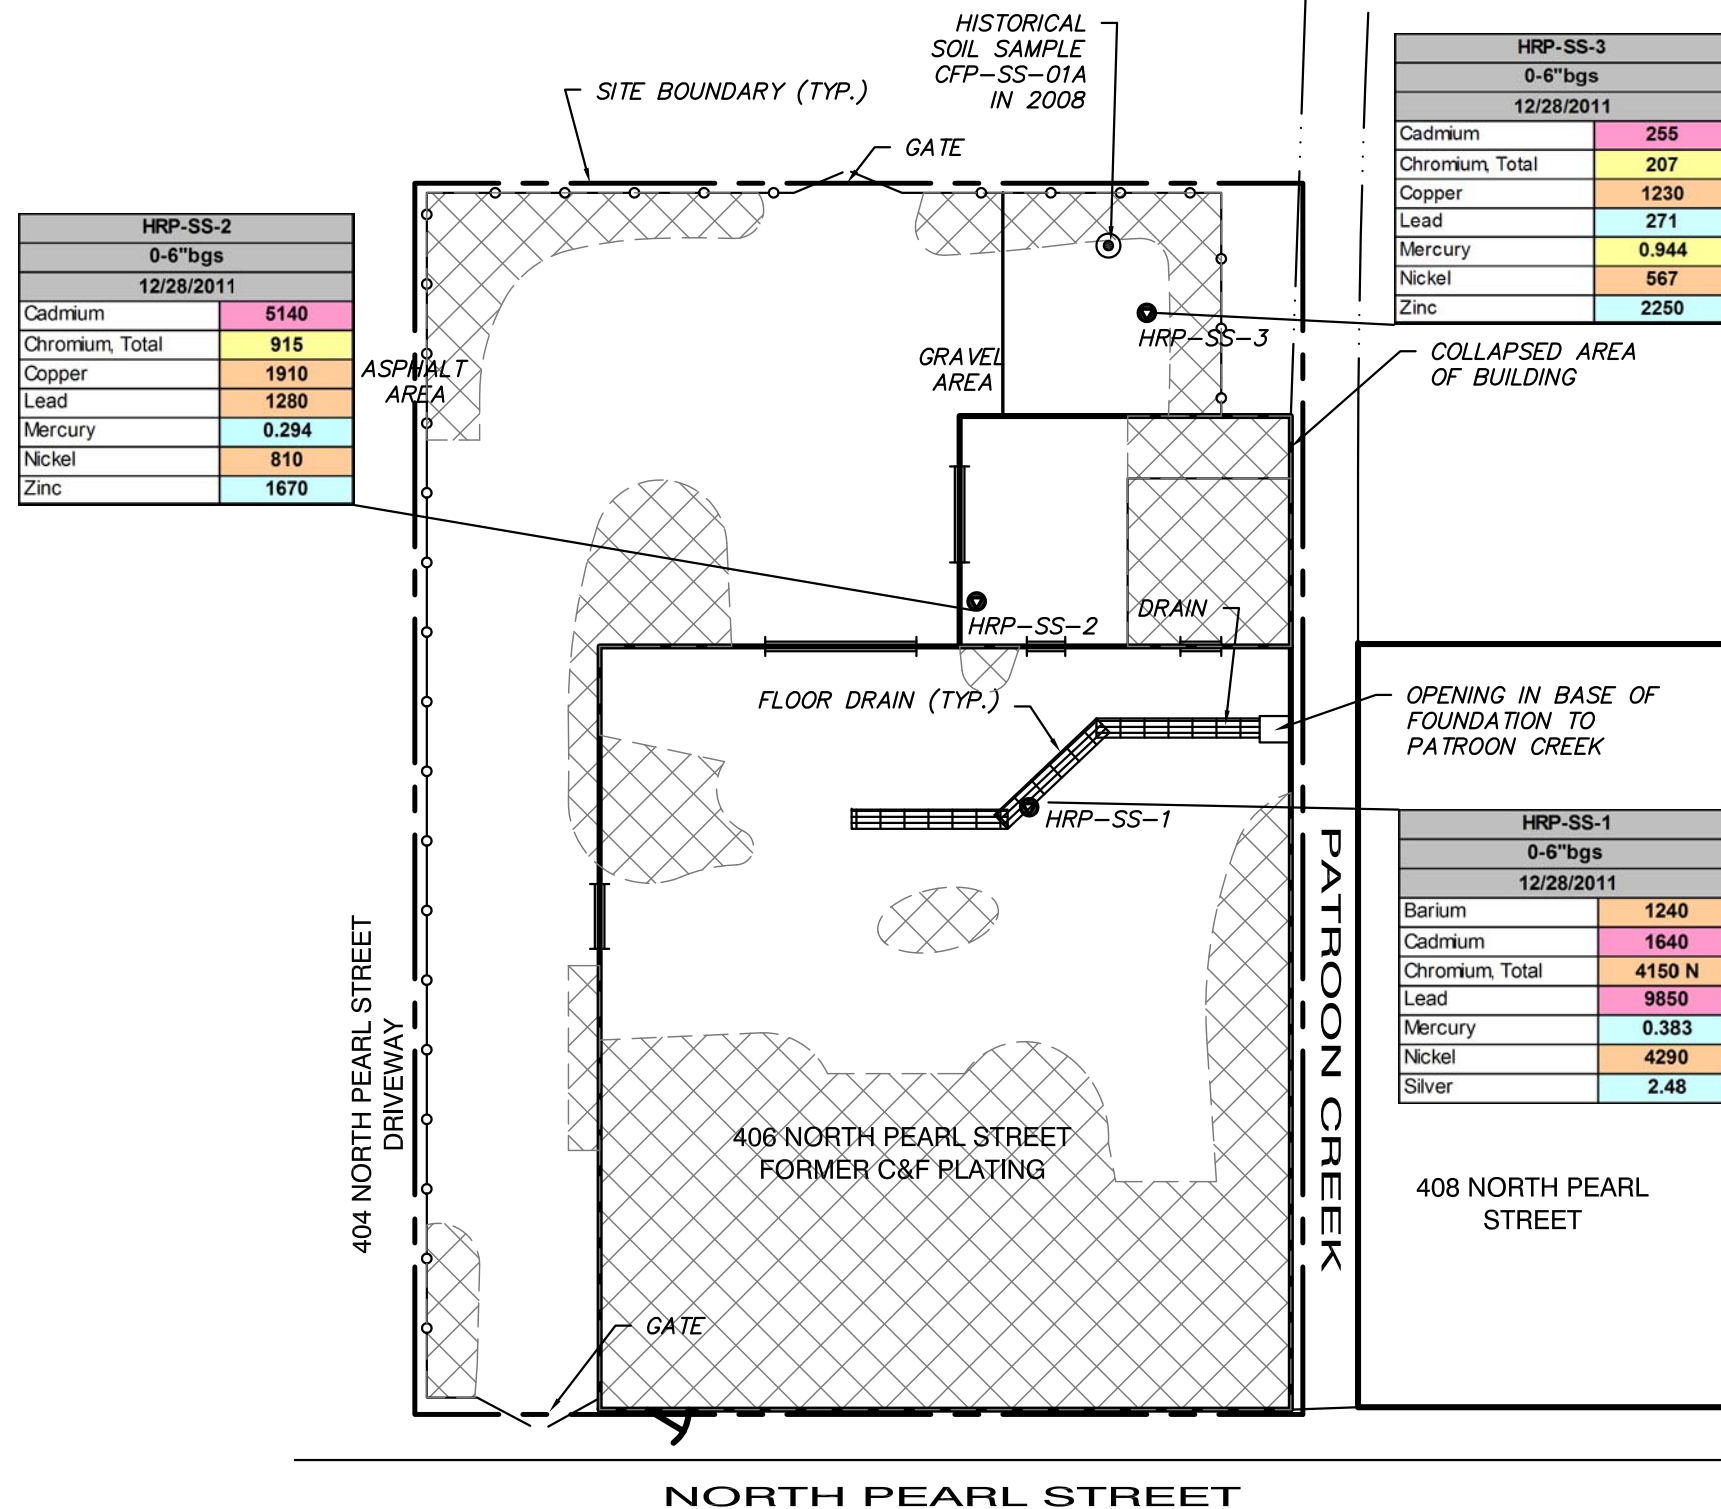 HISTORICAL
SOIL SAMPLE
CFP-SS-01A
IN 2008
SITE BOUNDARY (TYP.)
GATE
HRP-SS-3
0-6"bgs
12/28/2011
Cadmium 255
Chromium, Total 207
Copper 1230
Lead 271
Mercury 0.944
Nickel 567
Zinc 2250
HRP-SS-2
0-6"bgs
12/28/2011
Cadmium 5140
Chromium, Total 915
Copper 1910
Lead 1280
Mercury 0.294
Nickel 810
Zinc 1670
ASPHALT
AREA
GRAVEL
AREA
HRP-SS-3
COLLAPSED AREA
OF BUILDING
HRP-SS-2
DRAIN
FLOOR DRAIN (TYP.)
OPENING IN BASE OF
FOUNDATION TO
PATROON CREEK
HRP-SS-1
HRP-SS-1
0-6"bgs
12/28/2011
Barium 1240
Cadmium 1640
Chromium, Total 4150 N
Lead 9850
Mercury 0.383
Nickel 4290
Silver 2.48
PATROON CREEK
404 NORTH PEARL STREET
DRIVEWAY
406 NORTH PEARL STREET
FORMER C&F PLATING
408 NORTH PEARL
STREET
GATE
NORTH PEARL STREET